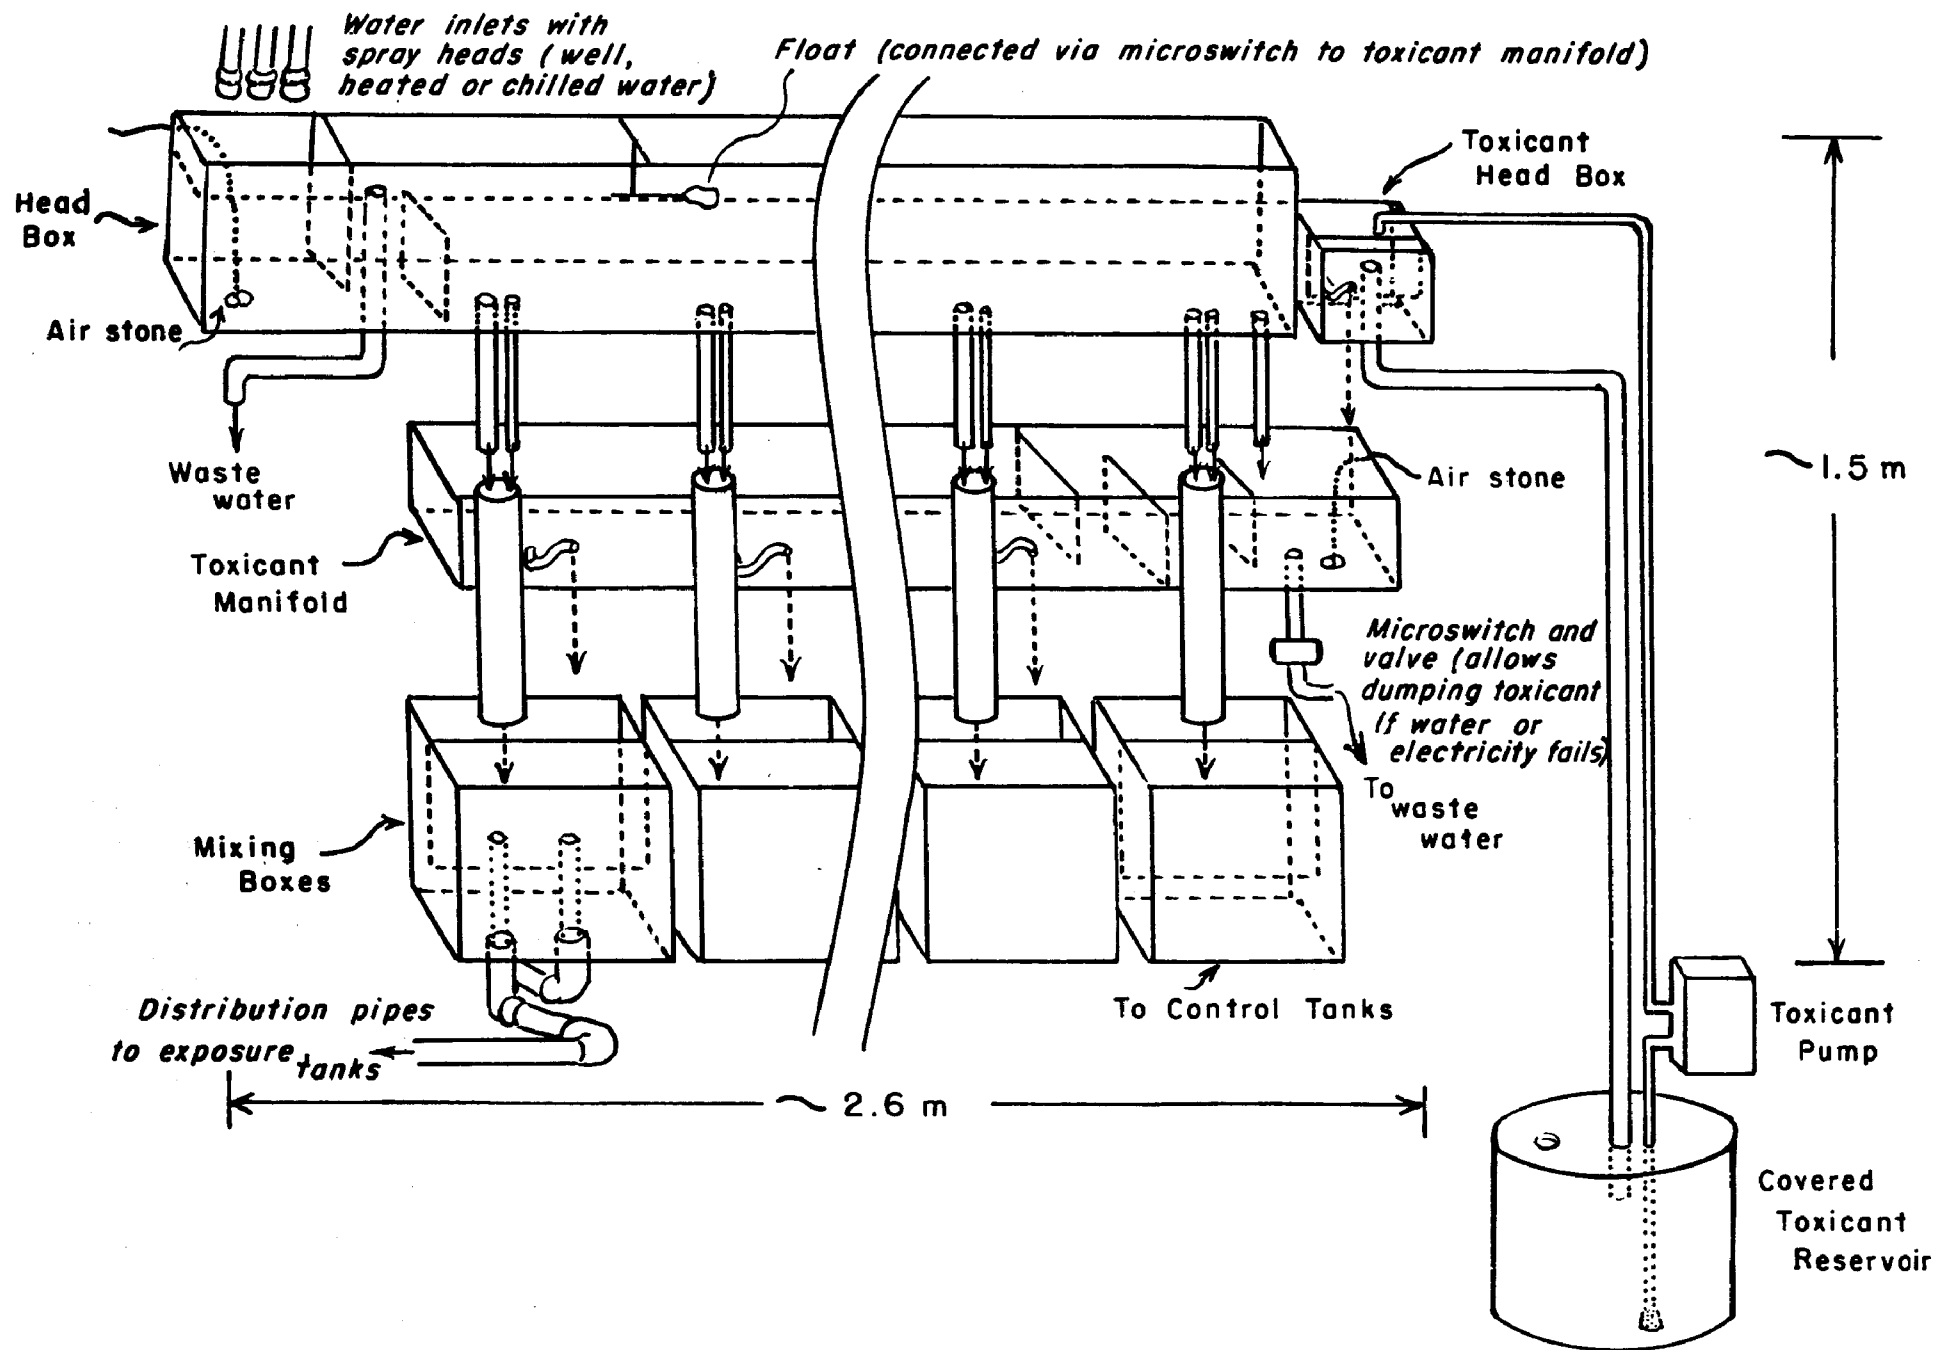 Water inlets with
spray heads (well,
heated or chilled water)
Float (connected via microswitch to toxicant manifold)
Toxicant
Head Box
Head
Box
Air stone
Waste
water
~1.5 m
Air stone
Toxicant
Manifold
Microswitch and
valve (allows
dumping toxicant
if water or
electricity fails)
To
waste
water
Mixing
Boxes
To Control Tanks
Distribution pipes
to exposure
tanks
Toxicant
Pump
~ 2.6 m
Covered
Toxicant
Reservoir